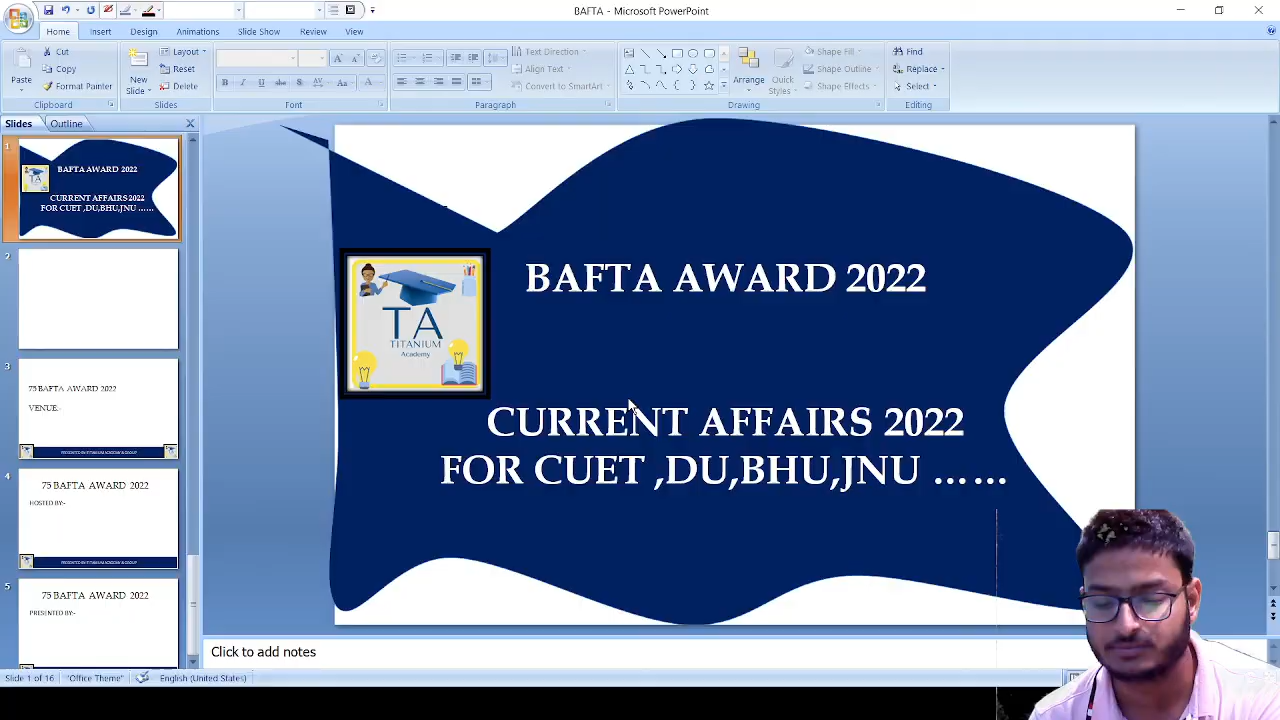 BAFTA - Microsoft PowerPoint
Home
Insert
Design
Animations
Slide Show
Review
View
Paste
Cut
Copy
Format Painter
Clipboard
New
Slide
Layout
Reset
Delete
Slides
Font
Text Direction
Align Text
Convert to SmartArt
Paragraph
Arrange
Quick
Styles
Shape Fill
Shape Outline
Shape Effects
Drawing
Find
Replace
Select
Editing
Slides
Outline
1
BAFTA AWARD 2022
CURRENT AFFAIRS 2022
FOR CUET ,DU,BHU,JNU ......
2
3
75 BAFTA AWARD 2022
VENUE:-
4
75 BAFTA AWARD 2022
HOSTED BY:-
5
75 BAFTA AWARD 2022
PRESENTED BY:-
TA
TITANIUM
Academy
BAFTA AWARD 2022
CURRENT AFFAIRS 2022
FOR CUET ,DU,BHU,JNU ......
Click to add notes
Slide 1 of 16
"Office Theme"
English (United States)